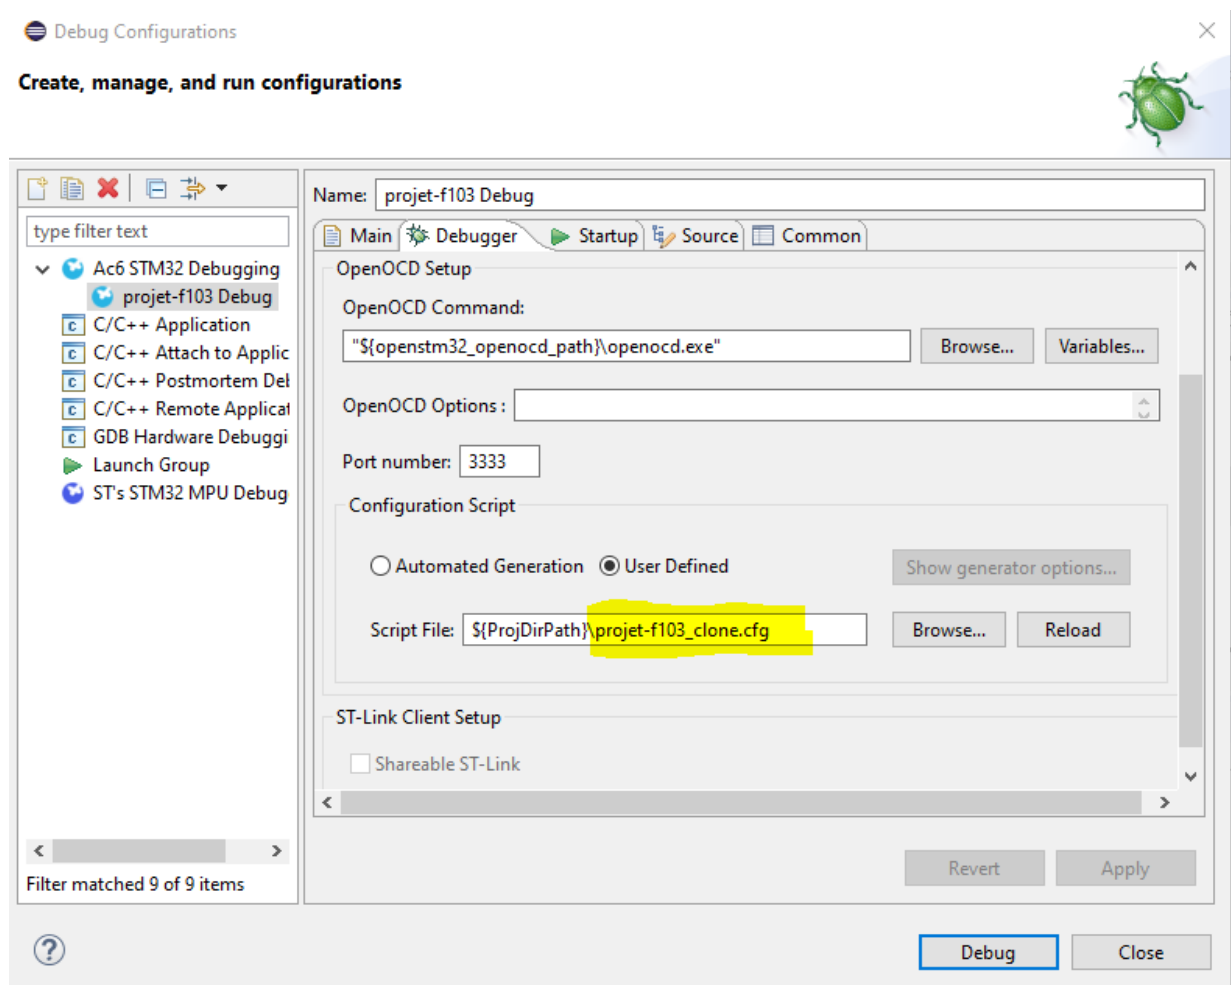 Debug Configurations
Create, manage, and run configurations
type filter text
Ac6 STM32 Debugging
projet-f103 Debug
C/C++ Application
C/C++ Attach to Applic
C/C++ Postmortem Del
C/C++ Remote Applicat
GDB Hardware Debuggi
Launch Group
ST's STM32 MPU Debug
Filter matched 9 of 9 items
Name: projet-f103 Debug
Main Debugger Startup Source Common
OpenOCD Setup
OpenOCD Command:
"${openstm32_openocd_path}\openocd.exe" Browse... Variables...
OpenOCD Options :
Port number: 3333
Configuration Script
Automated Generation User Defined Show generator options...
Script File: ${ProjDirPath}\projet-f103_clone.cfg Browse... Reload
ST-Link Client Setup
Shareable ST-Link
Revert Apply
Debug Close